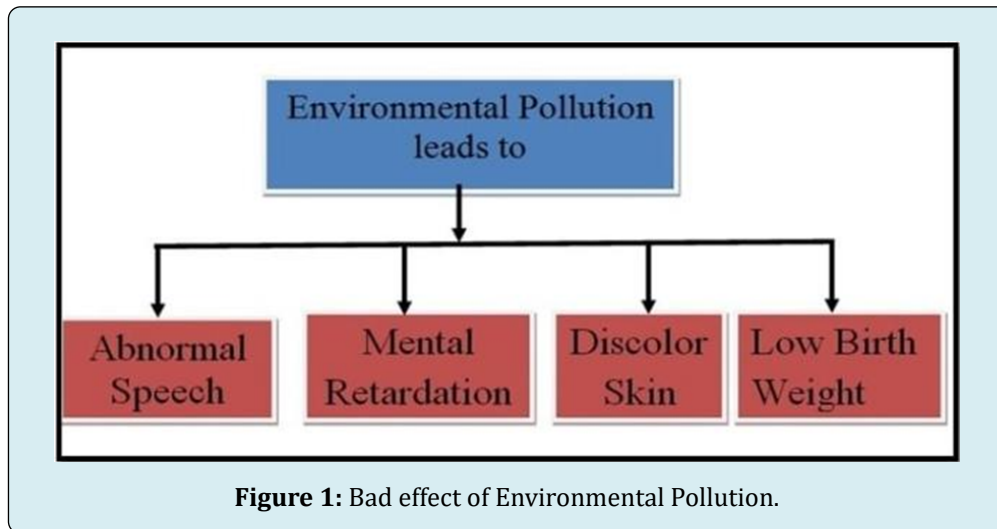 Environmental Pollution
leads to
Abnormal
Speech
Mental
Retardation
Discolor
Skin
Low Birth
Weight
Figure 1: Bad effect of Environmental Pollution.